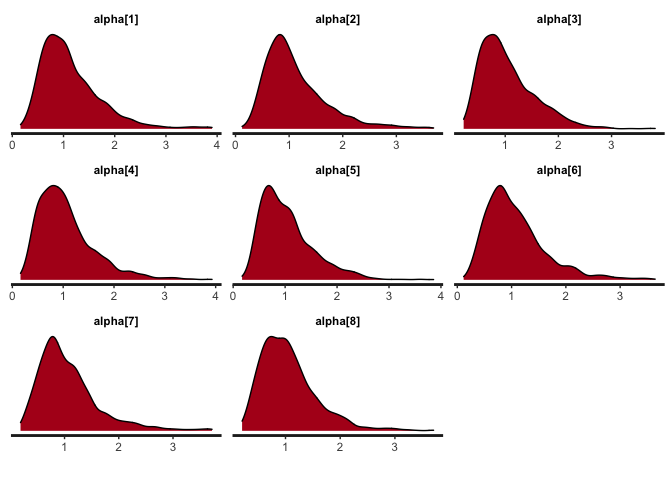 alpha[1] alpha[2] alpha[3]
0 1 2 3 4 0 1 2 3 1 2 3
alpha[4] alpha[5] alpha[6]
0 1 2 3 4 0 1 2 3 4 0 1 2 3
alpha[7] alpha[8]
1 2 3 1 2 3